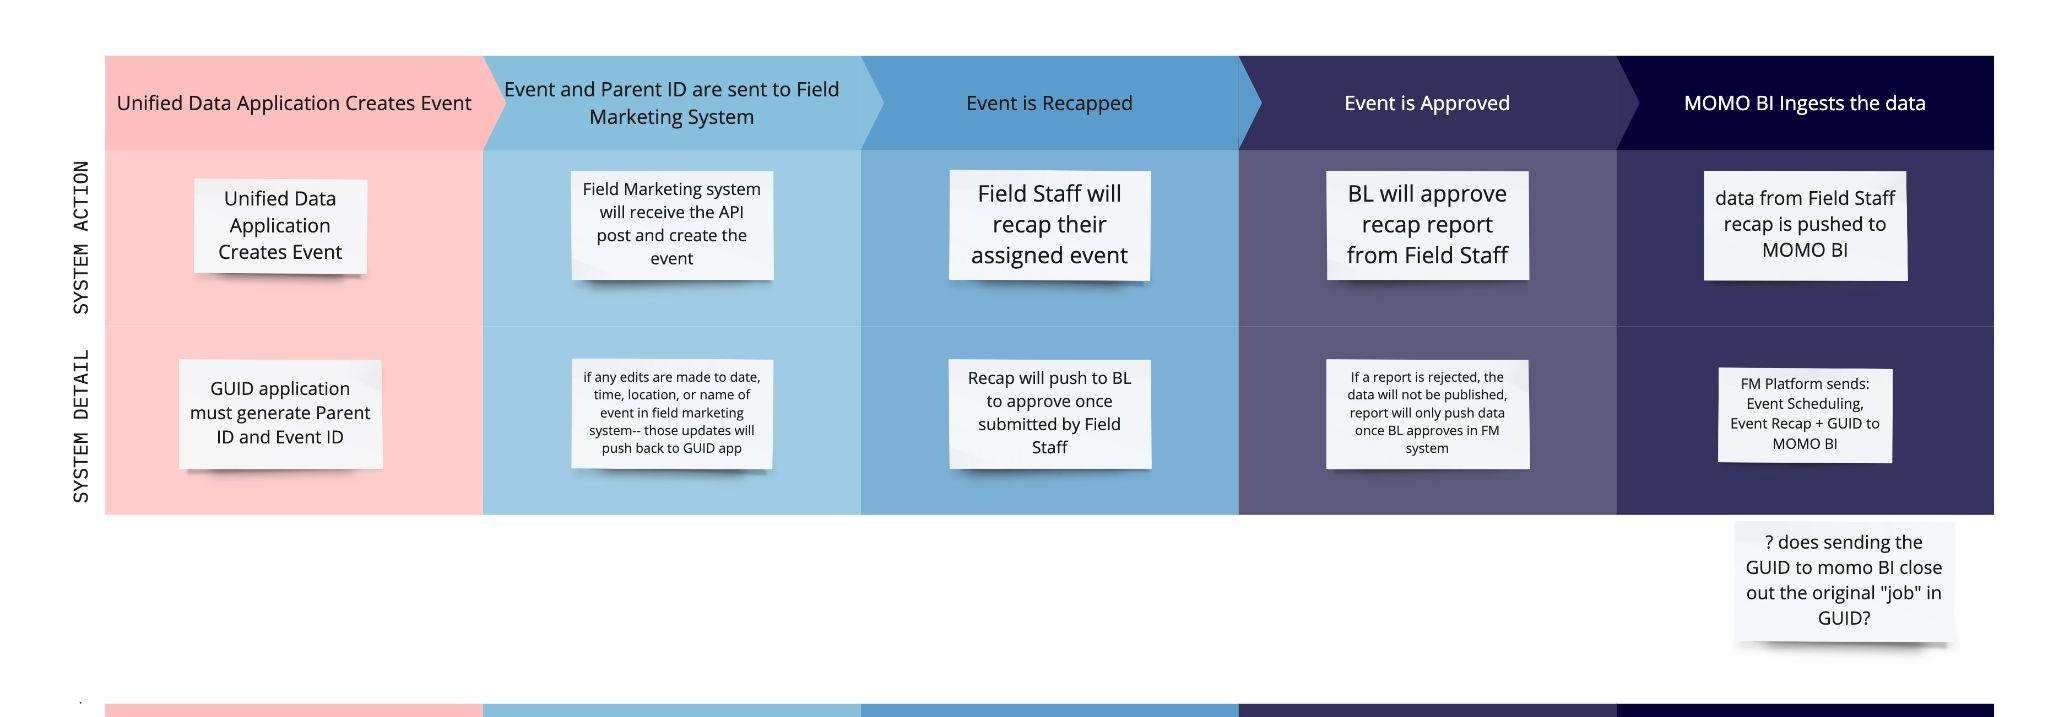 Unified Data Application Creates Event
Event and Parent ID are sent to Field
Marketing System
Event is Recapped
Event is Approved
MOMO BI Ingests the data
SYSTEM ACTION
Unified Data
Application
Creates Event
Field Marketing system
will receive the API
post and create the
event
Field Staff will
recap their
assigned event
BL will approve
recap report
from Field Staff
data from Field Staff
recap is pushed to
MOMO BI
SYSTEM DETAIL
GUID application
must generate Parent
ID and Event ID
if any edits are made to date,
time, location, or name of
event in field marketing
system-- those updates will
push back to GUID app
Recap will push to BL
to approve once
submitted by Field
Staff
If a report is rejected, the
data will not be published,
report will only push data
once BL approves in FM
system
FM Platform sends:
Event Scheduling,
Event Recap + GUID to
MOMO BI
? does sending the
GUID to momo BI close
out the original "job" in
GUID?